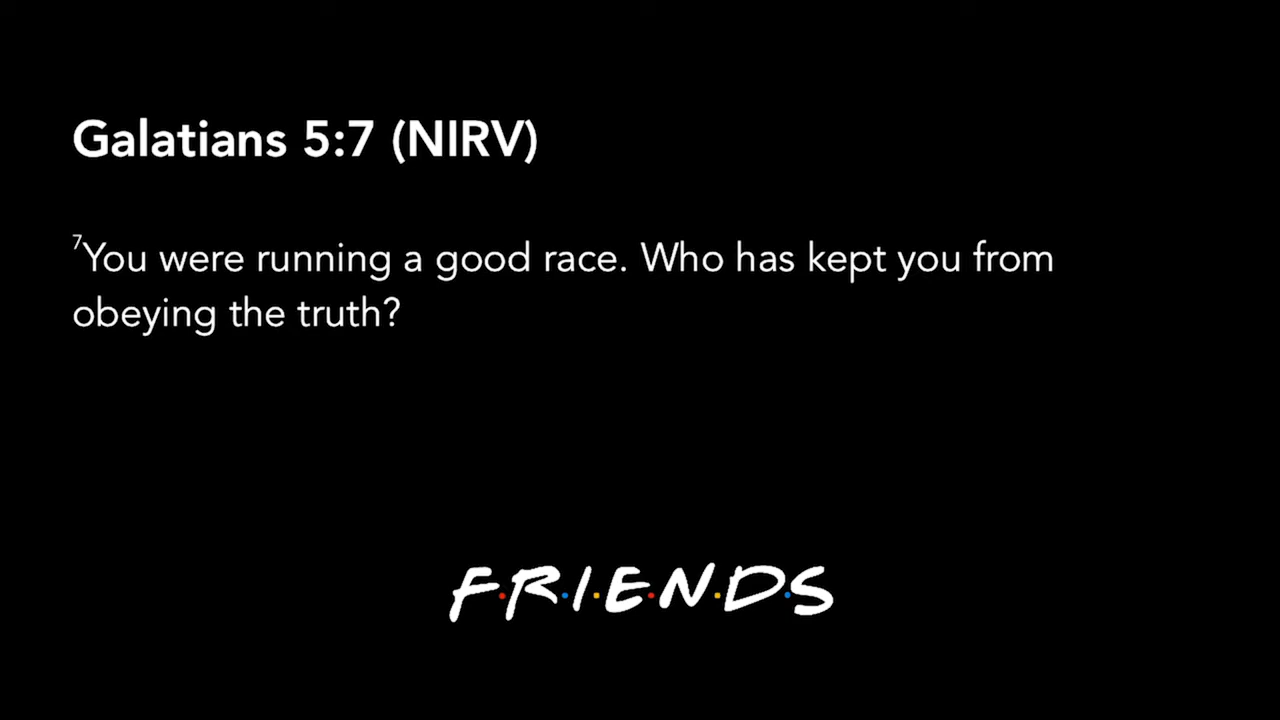 Galatians 5:7 (NIRV)
⁷You were running a good race. Who has kept you from
obeying the truth?
F·R·I·E·N·D·S